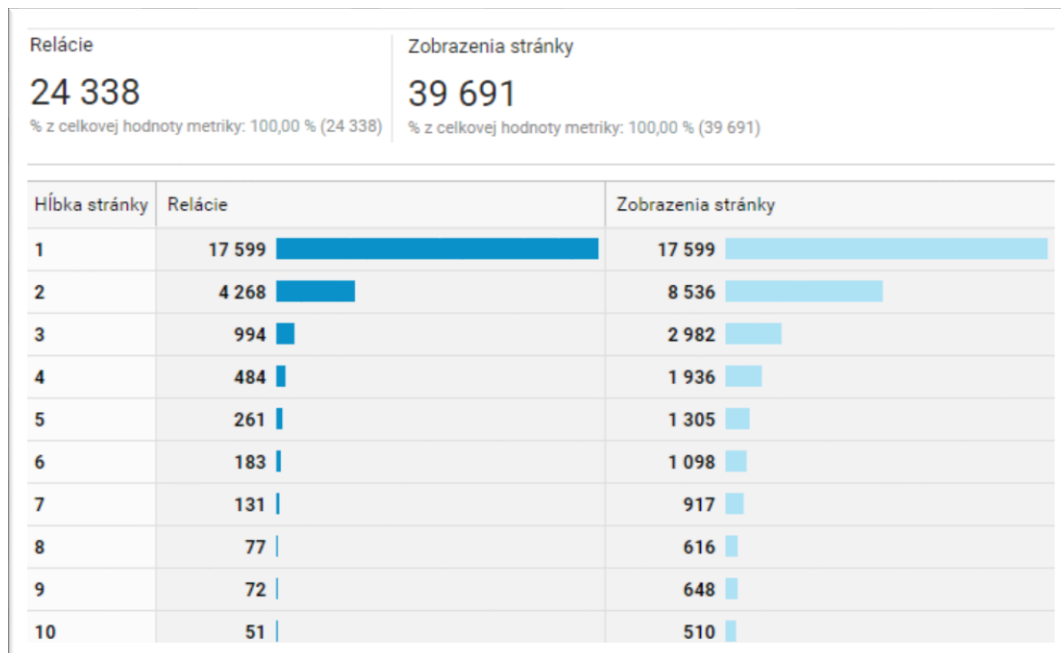 Relácie Zobrazenia stránky
24 338 39 691
% z celkovej hodnoty metriky: 100,00 % (24 338) % z celkovej hodnoty metriky: 100,00 % (39 691)
Hĺbka stránky Relácie Zobrazenia stránky
1 17 599 17 599
2 4 268 8 536
3 994 2 982
4 484 1 936
5 261 1 305
6 183 1 098
7 131 917
8 77 616
9 72 648
10 51 510